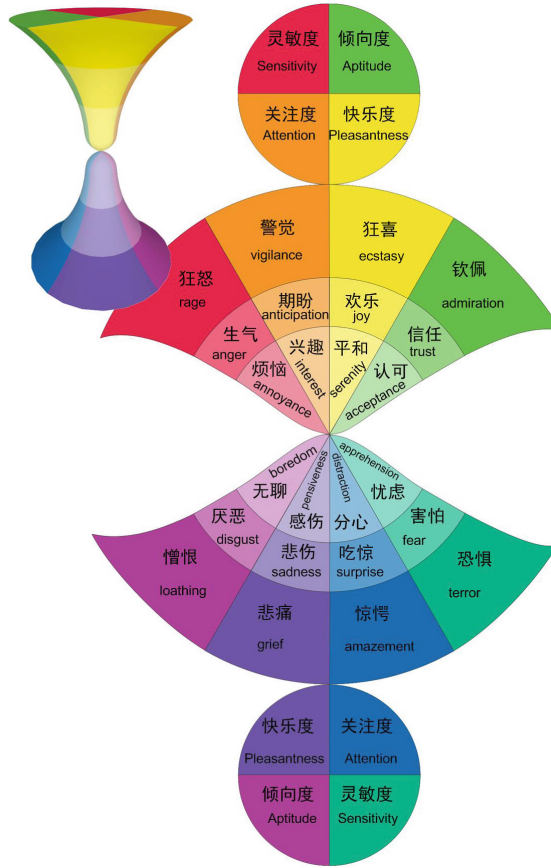 灵敏度 倾向度
Sensitivity Aptitude
关注度 快乐度
Attention Pleasantness
警觉 狂喜
vigilance ecstasy
狂怒 钦佩
rage admiration
期盼 欢乐
anticipation joy
生气 信任
anger trust
兴趣 平和
interest serenity
烦恼 认可
annoyance acceptance
boredom pensiveness distraction apprehension
无聊 忧虑
感伤 分心
厌恶 害怕
disgust fear
悲伤 吃惊
sadness surprise
憎恨 恐惧
loathing terror
悲痛 惊愕
grief amazement
快乐度 关注度
Pleasantness Attention
倾向度 灵敏度
Aptitude Sensitivity